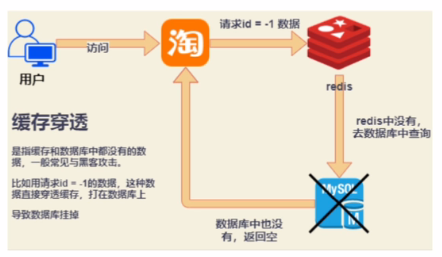 请求id = -1 数据
访问
淘
用户
redis
缓存穿透
redis中没有，
去数据库中查询
是指缓存和数据库中都没有的数
据，一般常见与黑客攻击。
MySQL
比如用请求id = -1的数据，这种数
据直接穿透缓存，打在数据库上
导致数据库挂掉
数据库中也没
有，返回空